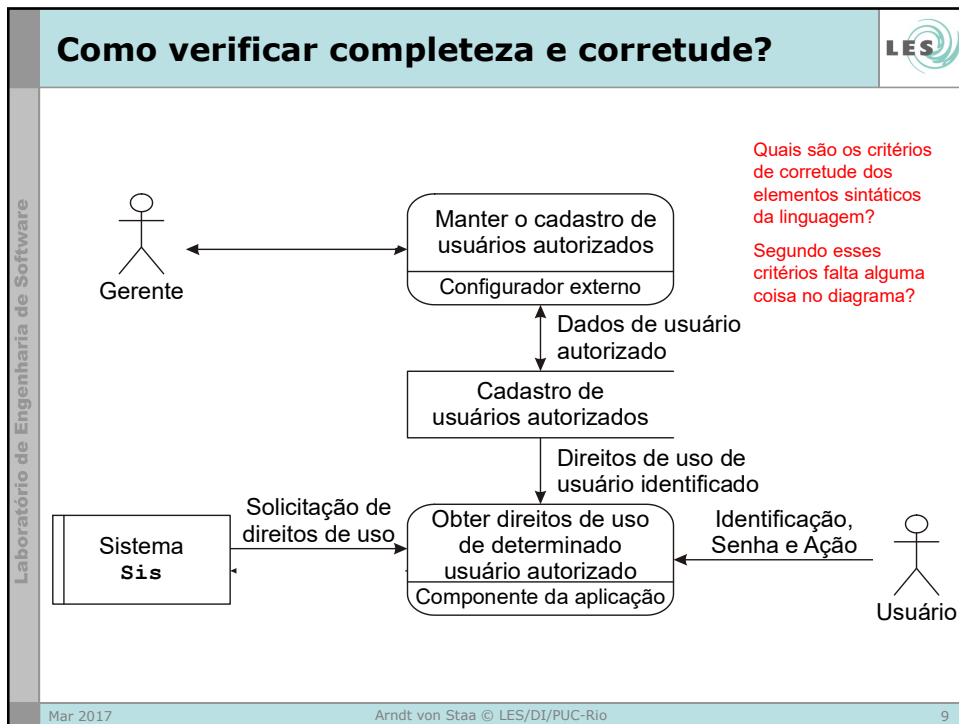 Como verificar completeza e corretude?
LES
Laboratório de Engenharia de Software
Quais são os critérios
de corretude dos
elementos sintáticos
da linguagem?
Segundo esses
critérios falta alguma
coisa no diagrama?
Gerente
Manter o cadastro de
usuários autorizados
Configurador externo
Dados de usuário
autorizado
Cadastro de
usuários autorizados
Direitos de uso de
usuário identificado
Solicitação de
direitos de uso
Sistema
Sis
Obter direitos de uso
de determinado
usuário autorizado
Componente da aplicação
Identificação,
Senha e Ação
Usuário
Mar 2017
Arndt von Staa © LES/DI/PUC-Rio
9